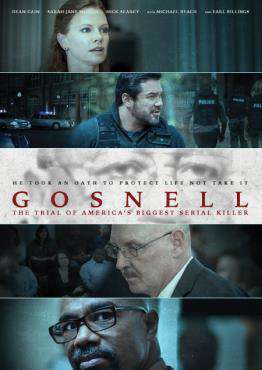 DEAN CAIN SARAH JANE MORRIS NICK SEARCY WITH MICHAEL BEACH AND EARL BILLINGS
HE TOOK AN OATH TO PROTECT LIFE NOT TAKE IT
GOSNELL
THE TRIAL OF AMERICA'S BIGGEST SERIAL KILLER